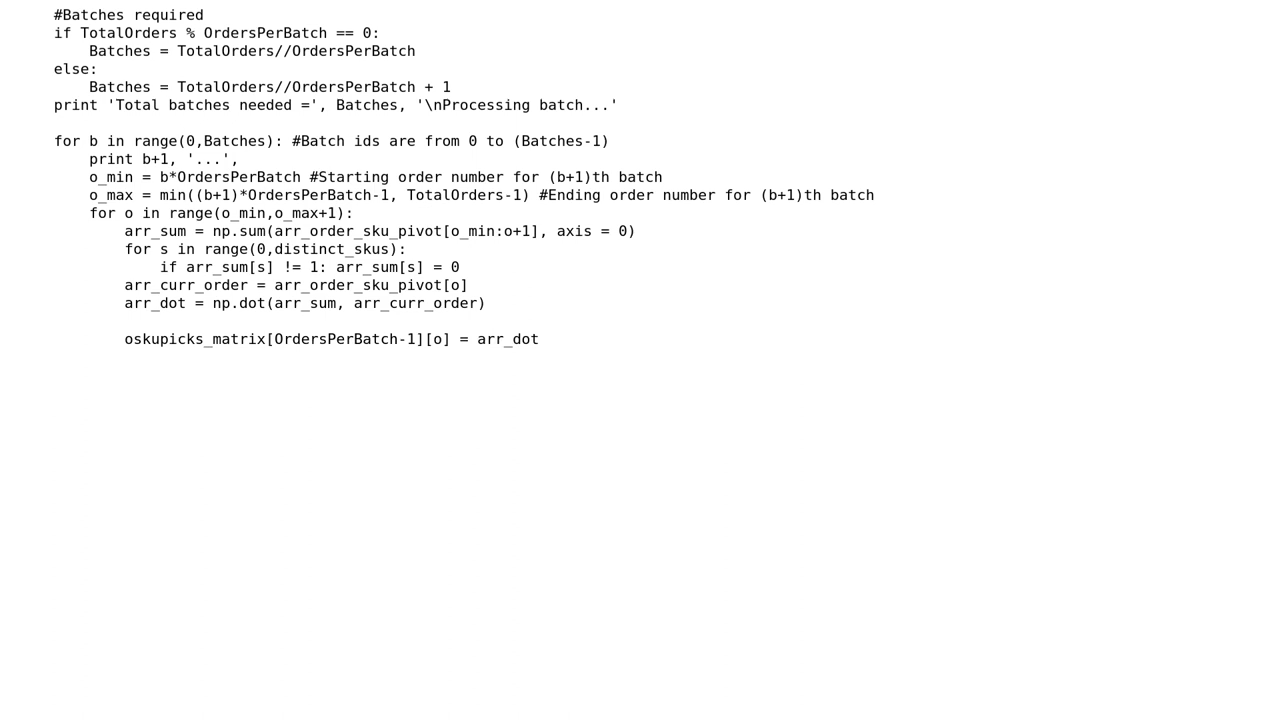 #Batches required
if TotalOrders % OrdersPerBatch == 0:
    Batches = TotalOrders//OrdersPerBatch
else:
    Batches = TotalOrders//OrdersPerBatch + 1
print 'Total batches needed =', Batches, '\nProcessing batch...'

for b in range(0,Batches): #Batch ids are from 0 to (Batches-1)
    print b+1, '...',
    o_min = b*OrdersPerBatch #Starting order number for (b+1)th batch
    o_max = min((b+1)*OrdersPerBatch-1, TotalOrders-1) #Ending order number for (b+1)th batch
    for o in range(o_min,o_max+1):
        arr_sum = np.sum(arr_order_sku_pivot[o_min:o+1], axis = 0)
        for s in range(0,distinct_skus):
            if arr_sum[s] != 1: arr_sum[s] = 0
        arr_curr_order = arr_order_sku_pivot[o]
        arr_dot = np.dot(arr_sum, arr_curr_order)

        oskupicks_matrix[OrdersPerBatch-1][o] = arr_dot